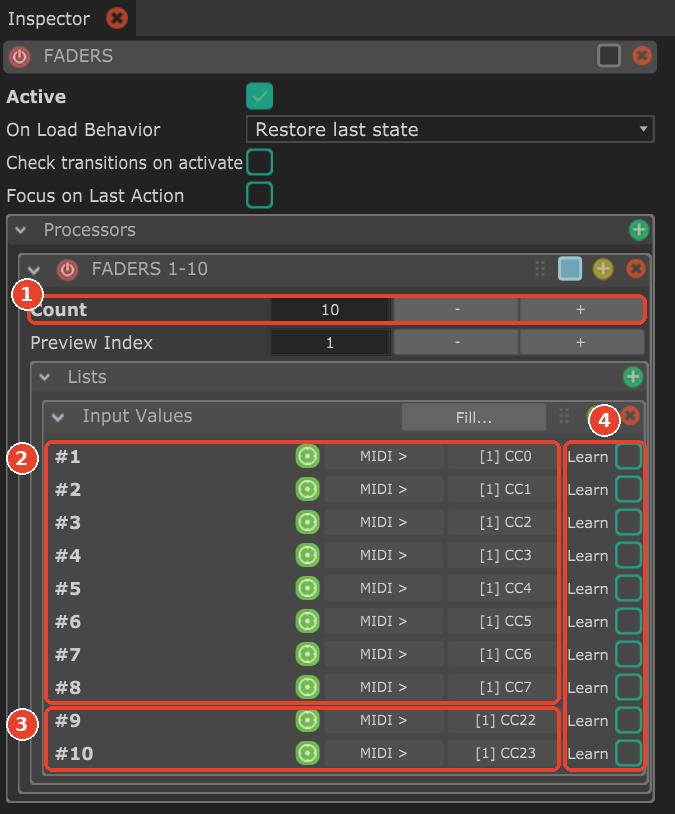 Inspector
FADERS
Active
On Load Behavior Restore last state
Check transitions on activate
Focus on Last Action
Processors
FADERS 1-10
1
Count 10 - +
Preview Index 1 - +
Lists
Input Values Fill...
4
2
#1 MIDI > [1] CC0 Learn
#2 MIDI > [1] CC1 Learn
#3 MIDI > [1] CC2 Learn
#4 MIDI > [1] CC3 Learn
#5 MIDI > [1] CC4 Learn
#6 MIDI > [1] CC5 Learn
#7 MIDI > [1] CC6 Learn
#8 MIDI > [1] CC7 Learn
3
#9 MIDI > [1] CC22 Learn
#10 MIDI > [1] CC23 Learn